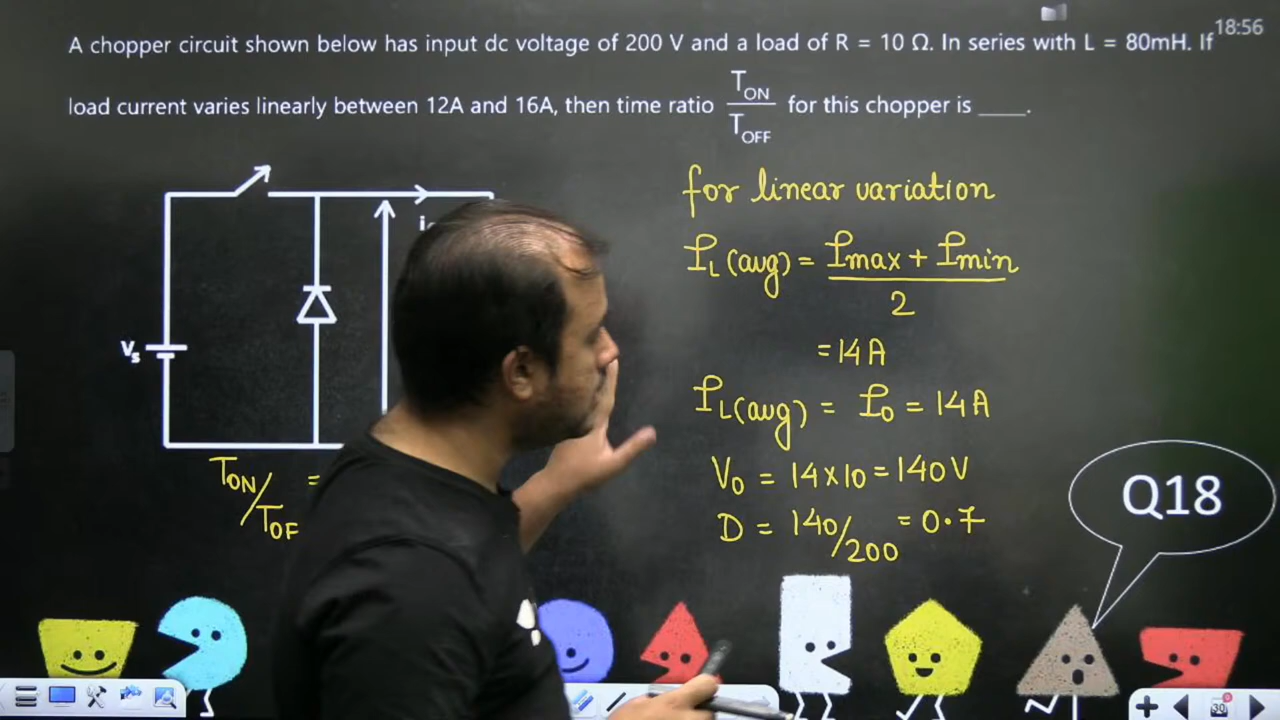 18:56
A chopper circuit shown below has input dc voltage of 200 V and a load of R = 10 Ω. In series with L = 80mH. If
load current varies linearly between 12A and 16A, then time ratio T_ON/T_OFF for this chopper is ____.
for linear variation
I_L(avg) = (Imax + Imin)/2
= 14 A
I_L(avg) = I_0 = 14 A
V_0 = 14 × 10 = 140 V
D = 140/200 = 0.7
V_s
T_ON/T_OF =
Q18
30